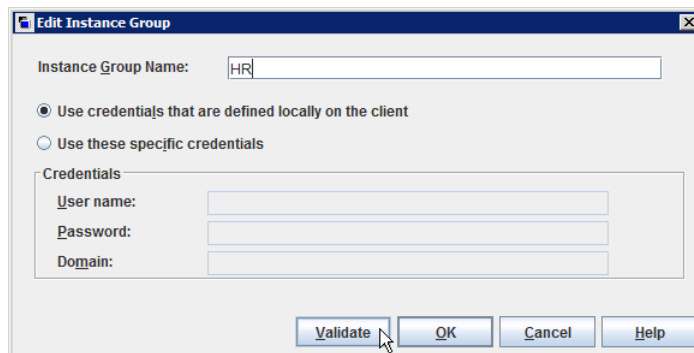 Edit Instance Group
Instance Group Name: HR
Use credentials that are defined locally on the client
Use these specific credentials
Credentials
User name:
Password:
Domain:
Validate OK Cancel Help